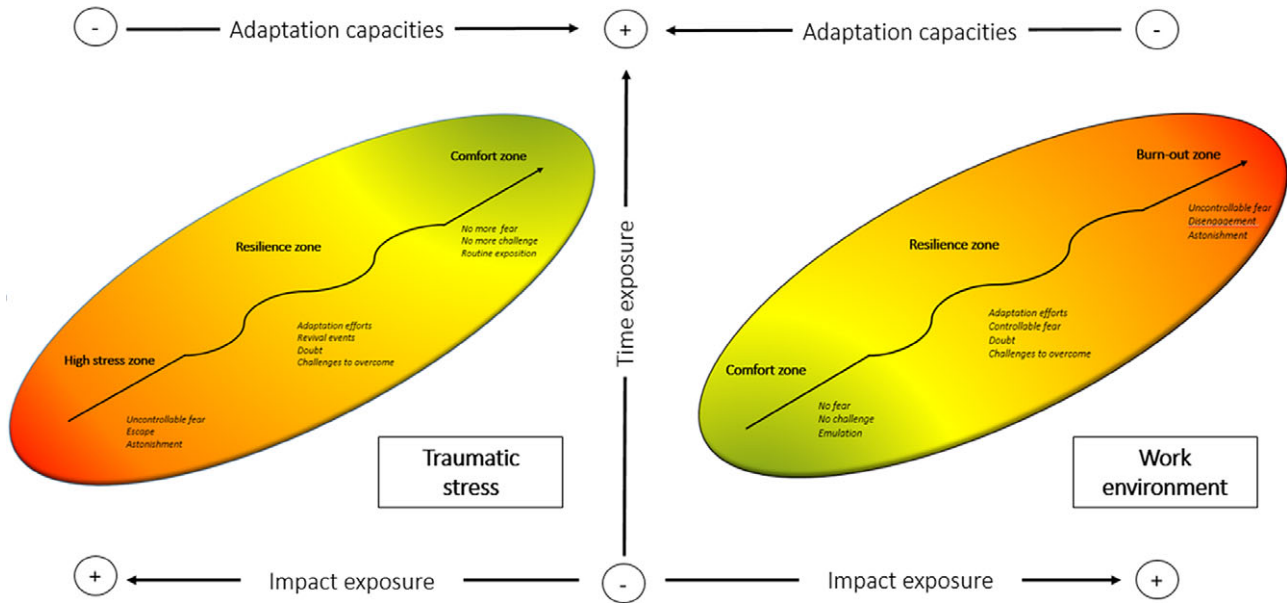 - Adaptation capacities + Adaptation capacities -
Comfort zone
No more fear
No more challenge
Routine exposition
Resilience zone
Adaptation efforts
Revival events
Doubt
Challenges to overcome
High stress zone
Uncontrollable fear
Escape
Astonishment
Traumatic
stress
Time exposure
Burn-out zone
Uncontrollable fear
Disengagement
Astonishment
Resilience zone
Adaptation efforts
Controllable fear
Doubt
Challenges to overcome
Comfort zone
No fear
No challenge
Emulation
Work
environment
+ Impact exposure - Impact exposure +